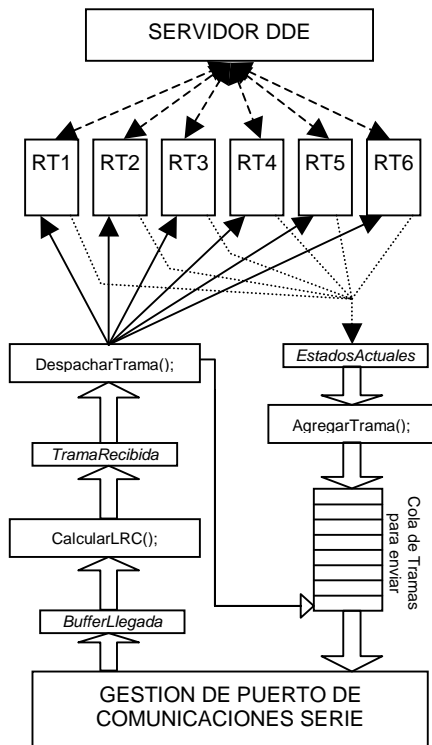 SERVIDOR DDE
RT1 RT2 RT3 RT4 RT5 RT6
DespacharTrama();
EstadosActuales
AgregarTrama();
TramaRecibida
Cola de Tramas
para enviar
CalcularLRC();
BufferLlegada
GESTION DE PUERTO DE
COMUNICACIONES SERIE